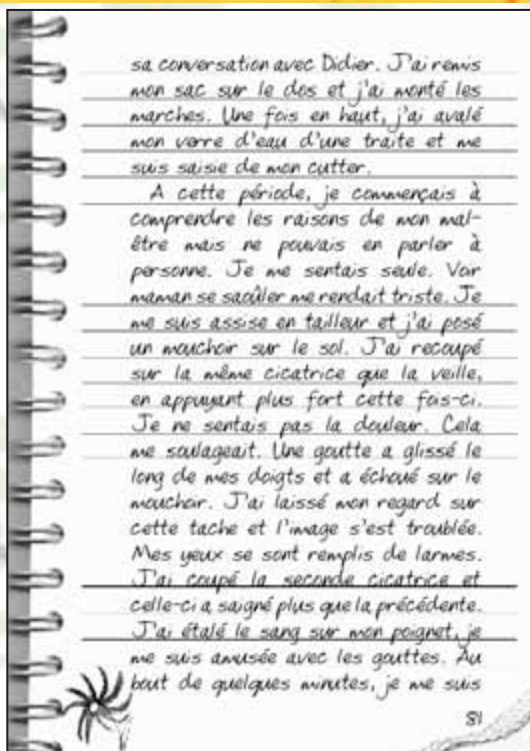 sa conversation avec Didier. J'ai remis
mon sac sur le dos et j'ai monté les
marches. Une fois en haut, j'ai avalé
mon verre d'eau d'une traite et me
suis saisie de mon cutter.
A cette période, je commençais à
comprendre les raisons de mon mal-
être mais ne pouvais en parler à
personne. Je me sentais seule. Voir
maman se saoûler me rendait triste. Je
me suis assise en tailleur et j'ai posé
un mouchoir sur le sol. J'ai recoupé
sur la même cicatrice que la veille,
en appuyant plus fort cette fois-ci.
Je ne sentais pas la douleur. Cela
me soulageait. Une goutte a glissé le
long de mes doigts et a échoué sur le
mouchoir. J'ai laissé mon regard sur
cette tache et l'image s'est troublée.
Mes yeux se sont remplis de larmes.
J'ai coupé la seconde cicatrice et
celle-ci a saigné plus que la précédente.
J'ai étalé le sang sur mon poignet, je
me suis amusée avec les gouttes. Au
bout de quelques minutes, je me suis
81